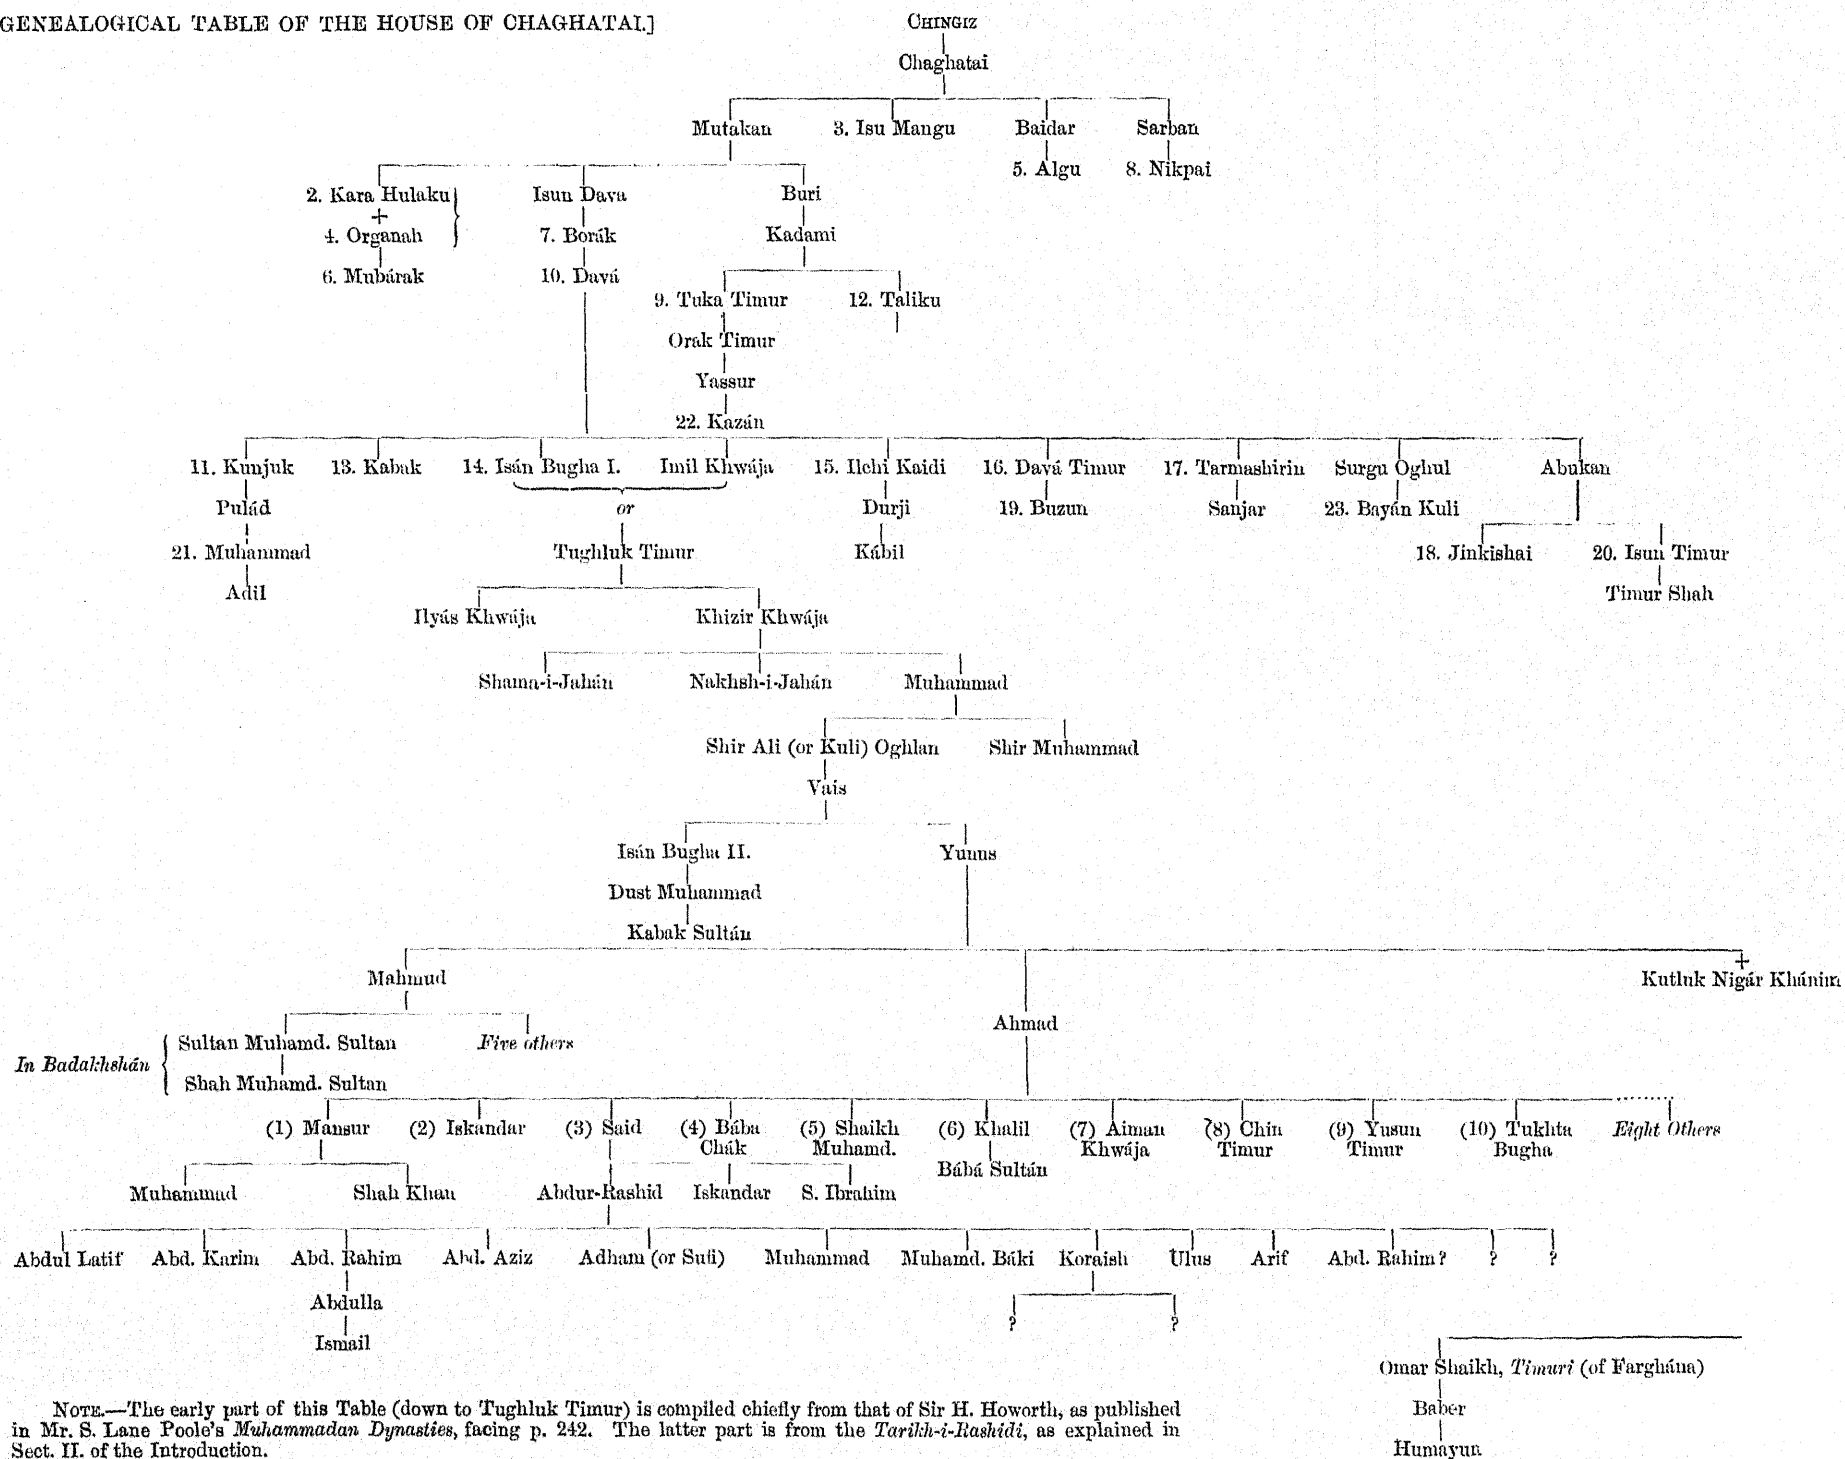 GENEALOGICAL TABLE OF THE HOUSE OF CHAGHATAI.]
CHINGIZ
Chaghatai
Mutakan 3. Isu Mangu Baidar Sarban
5. Algu 8. Nikpai
2. Kara Hulaku Isun Dava Buri
+
4. Organah 7. Borák Kadami
6. Mubárak 10. Davá
9. Tuka Timur 12. Taliku
Orak Timur
Yassur
22. Kazán
11. Kunjuk 13. Kabak 14. Isán Bugha I. Imil Khwája 15. Ilchi Kaidi 16. Davá Timur 17. Tarmashirin Surgu Oghul Abukan
Pulád or Durji 19. Buzun Sanjar 23. Bayán Kuli
21. Muhammad Tughluk Timur Kábil 18. Jinkishai 20. Isun Timur
Adil Timur Shah
Ilyás Khwája Khizir Khwája
Shama-i-Jahán Nakhsh-i-Jahán Muhammad
Shir Ali (or Kuli) Oghlan Shir Muhammad
Vais
Isán Bugha II. Yunus
Dust Muhammad
Kabak Sultán
+
Mahmud Kutluk Nigár Khánim
Ahmad
In Badakhshán Sultan Muhamd. Sultan Five others
Shah Muhamd. Sultan
(1) Mansur (2) Iskandar (3) Said (4) Bába (5) Shaikh (6) Khalil (7) Aiman (8) Chin (9) Yusun (10) Tukhta Eight Others
Chák Muhamd. Khwája Timur Timur Bugha
Bábá Sultán
Muhammad Shah Khan Abdur-Rashid Iskandar S. Ibrahim
Abdul Latif Abd. Karim Abd. Rahim Abd. Aziz Adham (or Sufi) Muhammad Muhamd. Báki Koraish Ulus Arif Abd. Rahim? ? ?
Abdulla
? ?
Ismail
Omar Shaikh, Timuri (of Farghána)
Baber
Humayun
NOTE.—The early part of this Table (down to Tughluk Timur) is compiled chiefly from that of Sir H. Howorth, as published
in Mr. S. Lane Poole's Muhammadan Dynasties, facing p. 242. The latter part is from the Tarikh-i-Rashidi, as explained in
Sect. II. of the Introduction.